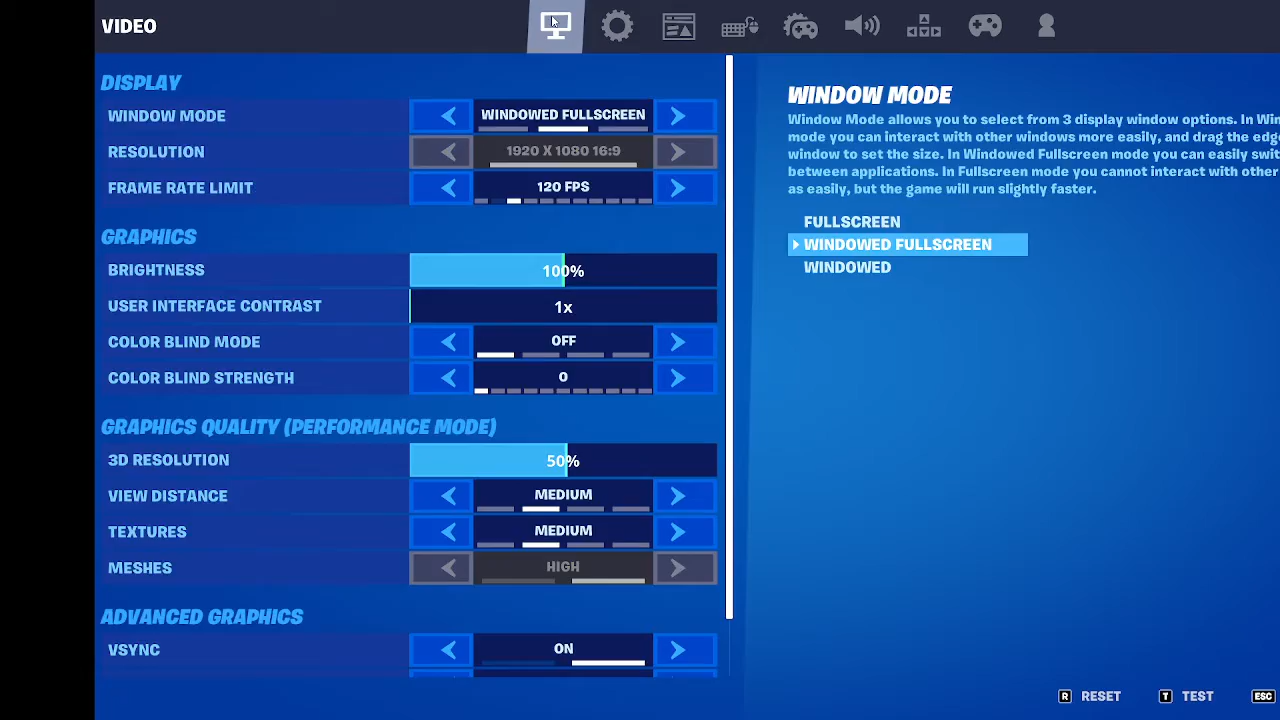 VIDEO
DISPLAY
WINDOW MODE
WINDOWED FULLSCREEN
RESOLUTION
1920 X 1080 16:9
FRAME RATE LIMIT
120 FPS
GRAPHICS
BRIGHTNESS
100%
USER INTERFACE CONTRAST
1x
COLOR BLIND MODE
OFF
COLOR BLIND STRENGTH
0
GRAPHICS QUALITY (PERFORMANCE MODE)
3D RESOLUTION
50%
VIEW DISTANCE
MEDIUM
TEXTURES
MEDIUM
MESHES
HIGH
ADVANCED GRAPHICS
VSYNC
ON
WINDOW MODE
Window Mode allows you to select from 3 display window options. In
mode you can interact with other windows more easily, and drag the
window to set the size. In Windowed Fullscreen mode you can easily
between applications. In Fullscreen mode you cannot interact with other
as easily, but the game will run slightly faster.
FULLSCREEN
WINDOWED FULLSCREEN
WINDOWED
R RESET
T TEST
ESC